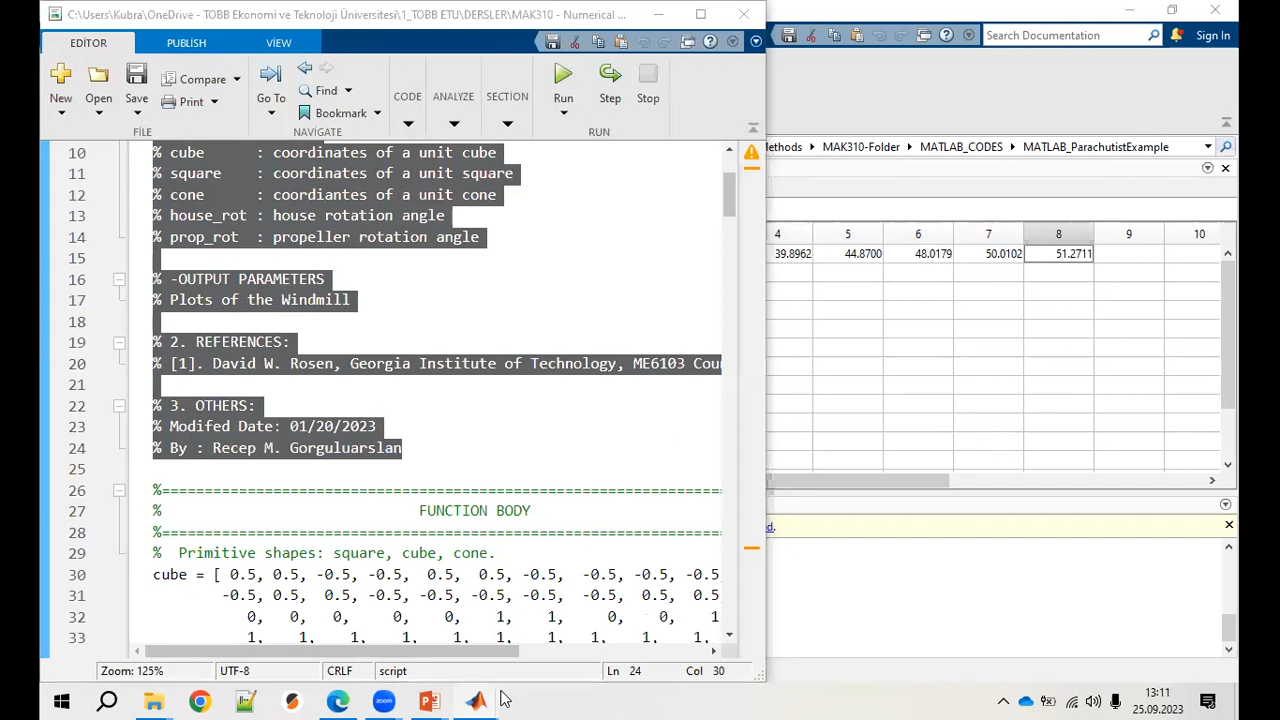 C:\Users\Kubra\OneDrive - TOBB Ekonomi ve Teknoloji Üniversitesi\1_TOBB ETU\DERSLER\MAK310 - Numerical ...
EDİTOR PUBLISH VİEW
Search Documentation
Sign In
New Open Save Compare Print Go To Find Bookmark CODE ANALYZE SECTION Run Step Stop
FİLE NAVIGATE RUN
Methods MAK310-Folder MATLAB_CODES MATLAB_ParachutistExample
4 5 6 7 8 9 10
39.8962 44.8700 48.0179 50.0102 51.2711
10 % cube : coordinates of a unit cube
11 % square : coordinates of a unit square
12 % cone : coordiantes of a unit cone
13 % house_rot : house rotation angle
14 % prop_rot : propeller rotation angle
15
16 % -OUTPUT PARAMETERS
17 % Plots of the Windmill
18
19 % 2. REFERENCES:
20 % [1]. David W. Rosen, Georgia Institute of Technology, ME6103 Cour
21
22 % 3. OTHERS:
23 % Modifed Date: 01/20/2023
24 % By : Recep M. Gorguluarslan
25
26 %==================================================================
27 % FUNCTION BODY
28 %==================================================================
29 % Primitive shapes: square, cube, cone.
30 cube = [ 0.5, 0.5, -0.5, -0.5, 0.5, 0.5, -0.5, -0.5, -0.5, -0.5
31 -0.5, 0.5, 0.5, -0.5, -0.5, -0.5, -0.5, -0.5, 0.5, 0.5
32 0, 0, 0, 0, 1, 1, 0, 0, 1
33 1, 1, 1, 1, 1, 1, 1, 1, 1
d.
Zoom: 125% UTF-8 CRLF script Ln 24 Col 30
zoom
13:11
25.09.2023